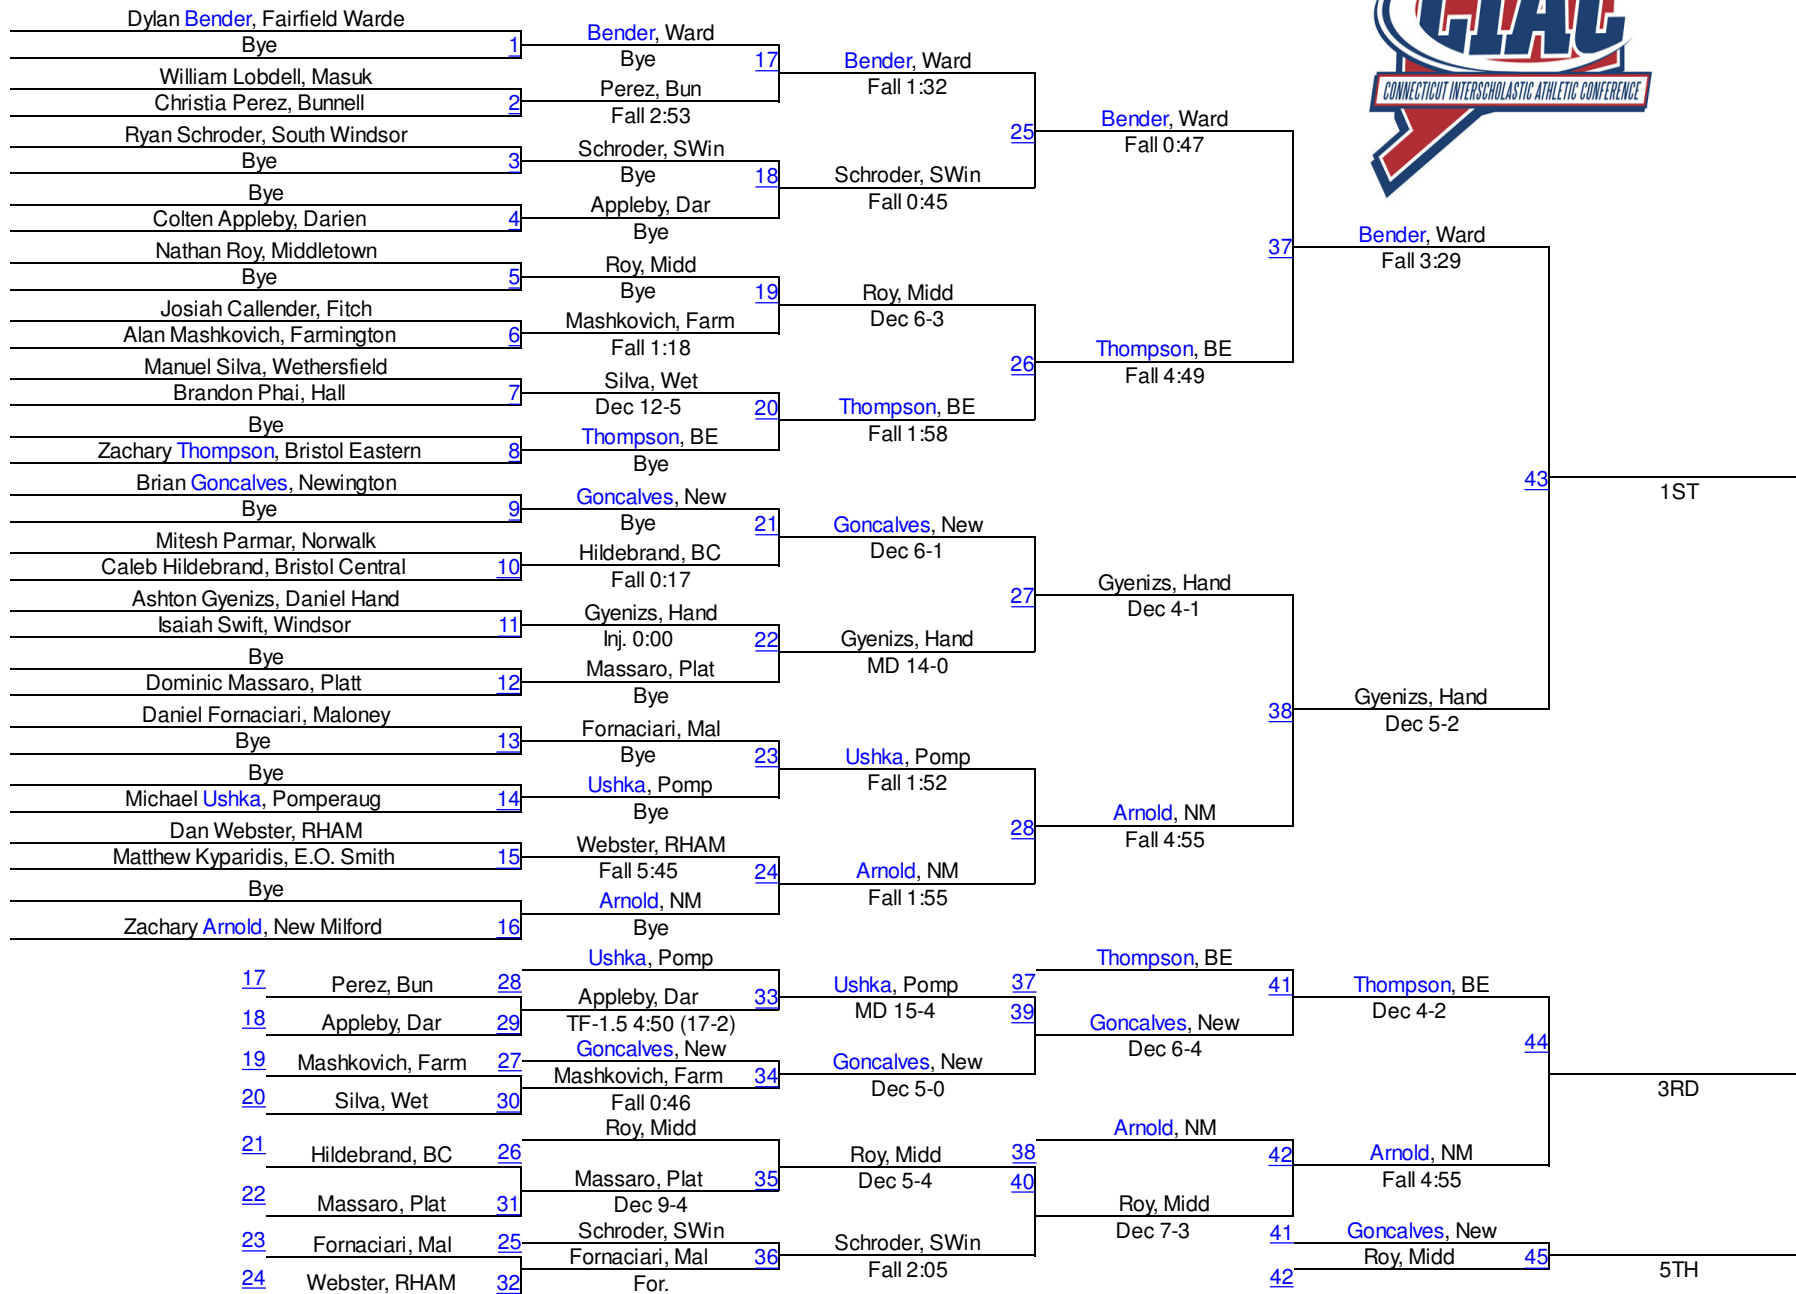 CIAC
CONNECTICUT INTERSCHOLASTIC ATHLETIC CONFERENCE
Dylan Bender, Fairfield Warde
Bye
1
William Lobdell, Masuk
Christia Perez, Bunnell
2
Ryan Schroder, South Windsor
Bye
3
Bye
Colten Appleby, Darien
4
Nathan Roy, Middletown
Bye
5
Josiah Callender, Fitch
Alan Mashkovich, Farmington
6
Manuel Silva, Wethersfield
Brandon Phai, Hall
7
Bye
Zachary Thompson, Bristol Eastern
8
Brian Goncalves, Newington
Bye
9
Mitesh Parmar, Norwalk
Caleb Hildebrand, Bristol Central
10
Ashton Gyenizs, Daniel Hand
Isaiah Swift, Windsor
11
Bye
Dominic Massaro, Platt
12
Daniel Fornaciari, Maloney
Bye
13
Bye
Michael Ushka, Pomperaug
14
Dan Webster, RHAM
Matthew Kyparidis, E.O. Smith
15
Bye
Zachary Arnold, New Milford
16
Bender, Ward
Bye
17
Perez, Bun
Fall 2:53
Schroder, SWin
Bye
18
Appleby, Dar
Bye
Roy, Midd
Bye
19
Mashkovich, Farm
Fall 1:18
Silva, Wet
Dec 12-5
20
Thompson, BE
Bye
Goncalves, New
Bye
21
Hildebrand, BC
Fall 0:17
Gyenizs, Hand
Inj. 0:00
22
Massaro, Plat
Bye
Fornaciari, Mal
Bye
23
Ushka, Pomp
Bye
Webster, RHAM
Fall 5:45
24
Arnold, NM
Bye
Bender, Ward
Fall 1:32
25
Schroder, SWin
Fall 0:45
Roy, Midd
Dec 6-3
26
Thompson, BE
Fall 1:58
Goncalves, New
Dec 6-1
27
Gyenizs, Hand
MD 14-0
Ushka, Pomp
Fall 1:52
28
Arnold, NM
Fall 1:55
Bender, Ward
Fall 0:47
37
Thompson, BE
Fall 4:49
Gyenizs, Hand
Dec 4-1
38
Arnold, NM
Fall 4:55
Bender, Ward
Fall 3:29
43
Gyenizs, Hand
Dec 5-2
1ST
17
Perez, Bun
28
18
Appleby, Dar
29
19
Mashkovich, Farm
27
20
Silva, Wet
30
21
Hildebrand, BC
26
22
Massaro, Plat
31
23
Fornaciari, Mal
25
24
Webster, RHAM
32
Ushka, Pomp
Appleby, Dar
33
TF-1.5 4:50 (17-2)
Goncalves, New
Mashkovich, Farm
34
Fall 0:46
Roy, Midd
Massaro, Plat
35
Dec 9-4
Schroder, SWin
Fornaciari, Mal
36
For.
Ushka, Pomp
37
MD 15-4
39
Goncalves, New
Dec 5-0
Roy, Midd
38
Dec 5-4
40
Schroder, SWin
Fall 2:05
Thompson, BE
41
Goncalves, New
Dec 6-4
Arnold, NM
42
Roy, Midd
Dec 7-3
Thompson, BE
Dec 4-2
44
Arnold, NM
Fall 4:55
3RD
41
Goncalves, New
Roy, Midd
45
42
5TH